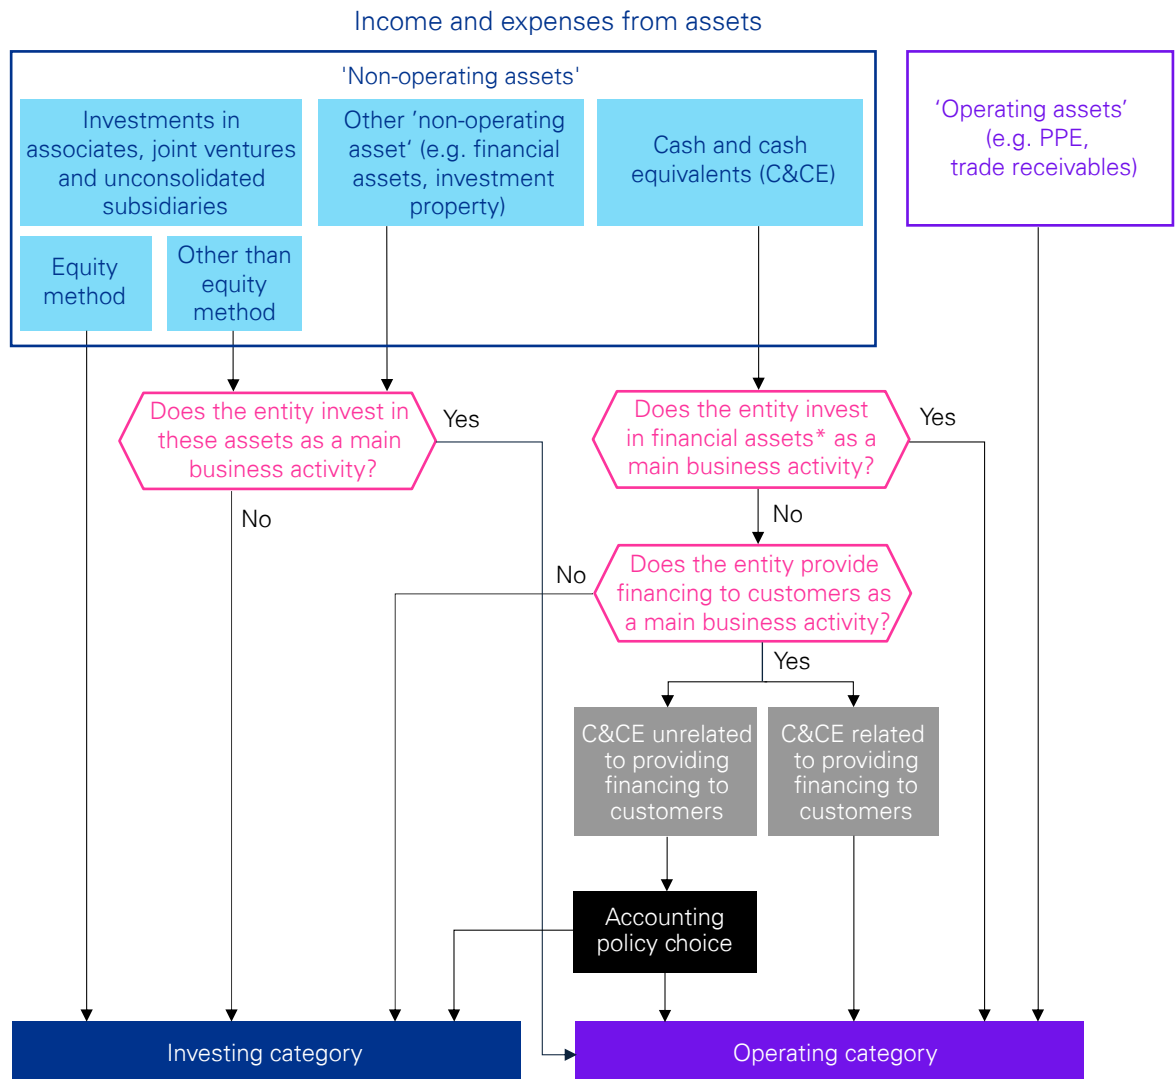 Income and expenses from assets
'Non-operating assets'
Investments in
associates, joint ventures
and unconsolidated
subsidiaries
Other ’non-operating
asset‘ (e.g. financial
assets, investment
property)
Cash and cash
equivalents (C&CE)
‘Operating assets’
(e.g. PPE,
trade receivables)
Equity
method
Other than
equity
method
Does the entity invest in
these assets as a main
business activity?
Yes
No
Does the entity invest
in financial assets* as a
main business activity?
Yes
No
Does the entity provide
financing to customers as
a main business activity?
No
Yes
C&CE unrelated
to providing
financing to
customers
C&CE related
to providing
financing to
customers
Accounting
policy choice
Investing category
Operating category